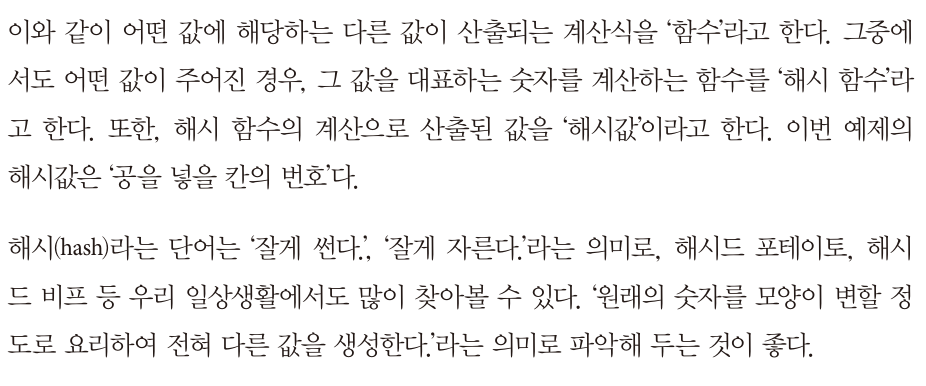 이와 같이 어떤 값에 해당하는 다른 값이 산출되는 계산식을 ‘함수’라고 한다. 그중에
서도 어떤 값이 주어진 경우, 그 값을 대표하는 숫자를 계산하는 함수를 ‘해시 함수’라
고 한다. 또한, 해시 함수의 계산으로 산출된 값을 ‘해시값’이라고 한다. 이번 예제의
해시값은 ‘공을 넣을 칸의 번호’다.
해시(hash)라는 단어는 ‘잘게 썬다.’, ‘잘게 자른다.’라는 의미로, 해시드 포테이토, 해시
드 비프 등 우리 일상생활에서도 많이 찾아볼 수 있다. ‘원래의 숫자를 모양이 변할 정
도로 요리하여 전혀 다른 값을 생성한다.’라는 의미로 파악해 두는 것이 좋다.